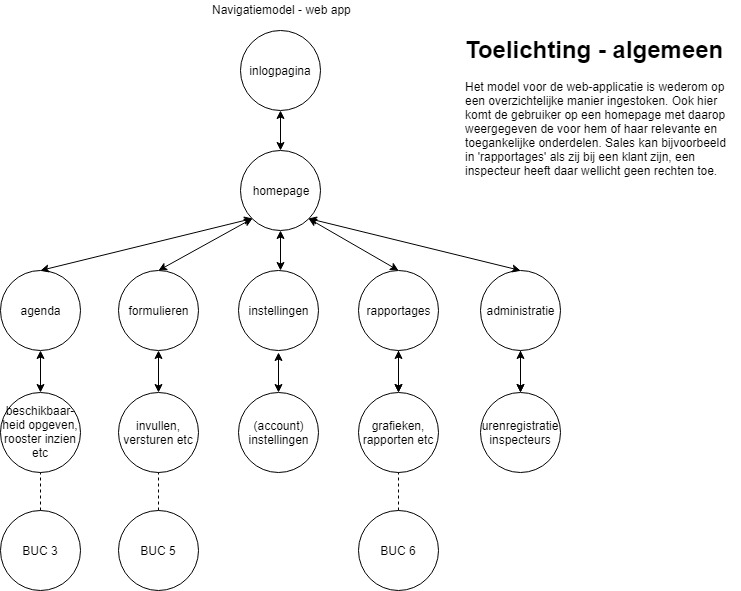 Navigatiemodel - web app
inlogpagina
Toelichting - algemeen
Het model voor de web-applicatie is wederom op
een overzichtelijke manier ingestoken. Ook hier
komt de gebruiker op een homepage met daarop
weergegeven de voor hem of haar relevante en
toegankelijke onderdelen. Sales kan bijvoorbeeld
in 'rapportages' als zij bij een klant zijn, een
inspecteur heeft daar wellicht geen rechten toe.
homepage
agenda
formulieren
instellingen
rapportages
administratie
beschikbaar-
heid opgeven,
rooster inzien
etc
invullen,
versturen etc
(account)
instellingen
grafieken,
rapporten etc
urenregistratie
inspecteurs
BUC 3
BUC 5
BUC 6